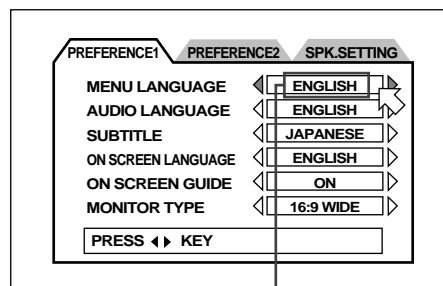 PREFERENCE1 PREFERENCE2 SPK.SETTING
MENU LANGUAGE ENGLISH
AUDIO LANGUAGE ENGLISH
SUBTITLE JAPANESE
ON SCREEN LANGUAGE ENGLISH
ON SCREEN GUIDE ON
MONITOR TYPE 16:9 WIDE
PRESS KEY